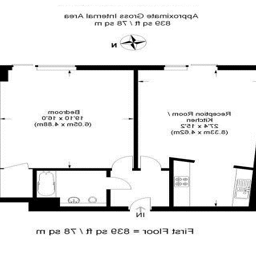 Approximate Gross Internal Area
839 sq ft / 78 sq m
N
Bedroom
19'10 x 16'0
(6.05m x 4.88m)
Reception Room /
Kitchen
27'4 x 15'2
(8.33m x 4.62m)
IN
First Floor = 839 sq ft / 78 sq m